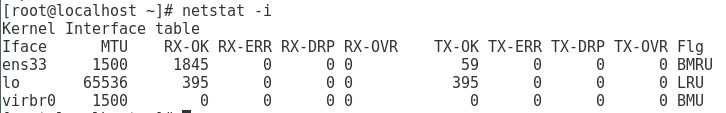 [root@localhost ~]# netstat -i
Kernel Interface table
Iface      MTU    RX-OK RX-ERR RX-DRP RX-OVR    TX-OK TX-ERR TX-DRP TX-OVR Flg
ens33     1500     1845      0      0 0            59      0      0      0 BMRU
lo       65536      395      0      0 0           395      0      0      0 LRU
virbr0    1500        0      0      0 0             0      0      0      0 BMU